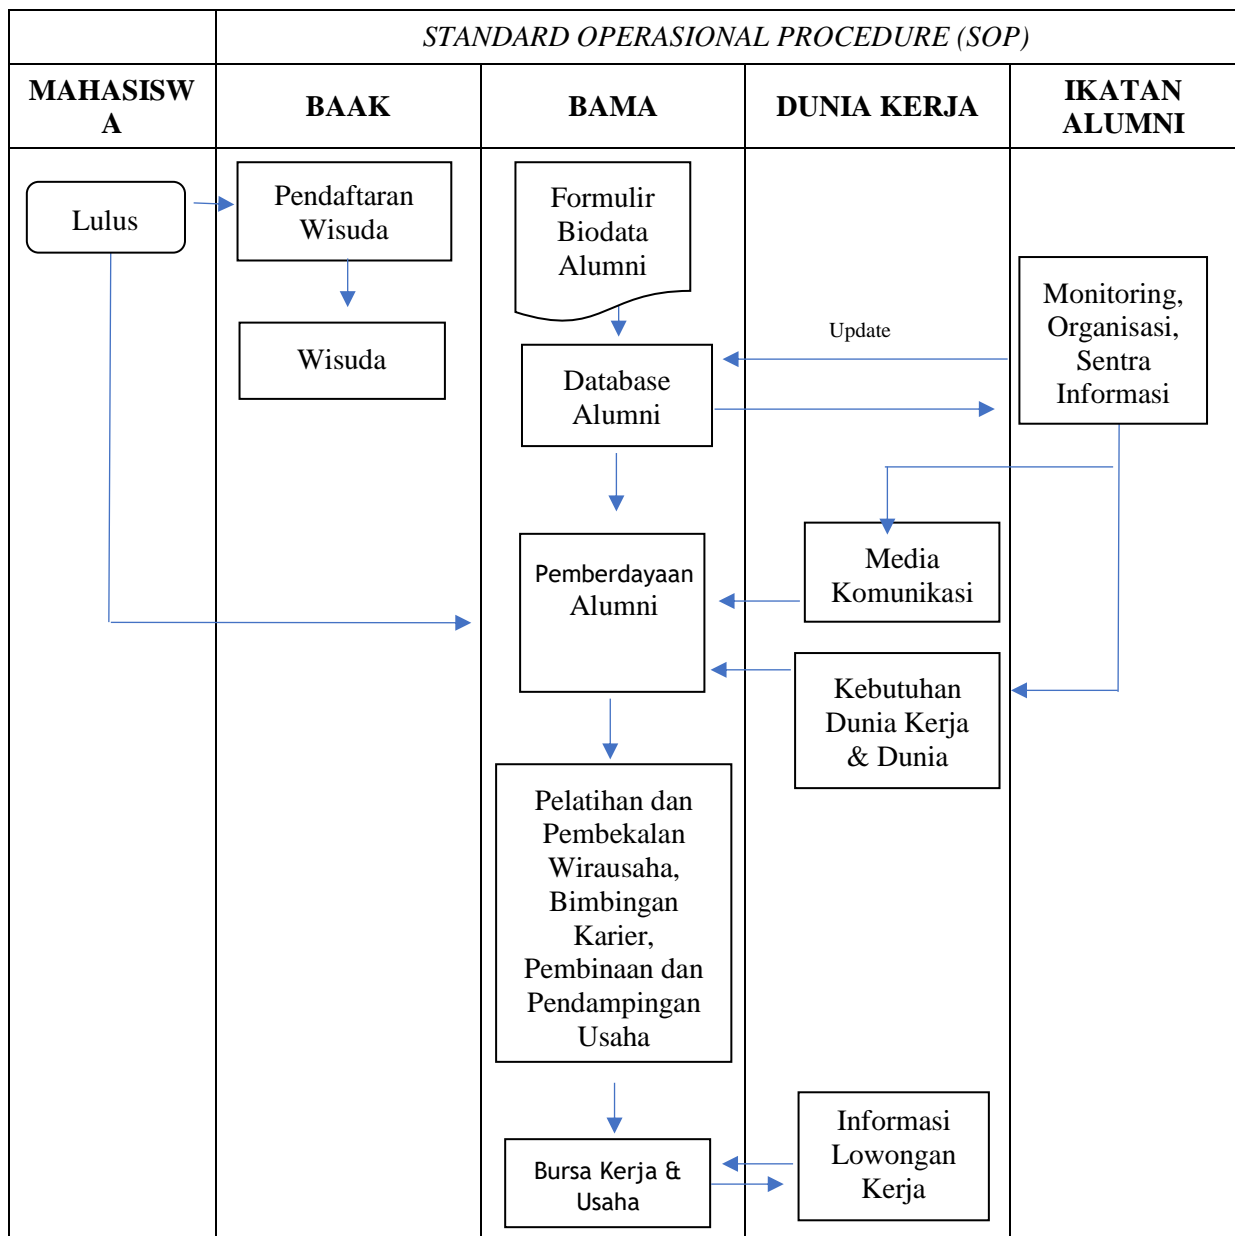 STANDARD OPERASIONAL PROCEDURE (SOP)
MAHASISW
A
BAAK
BAMA
DUNIA KERJA
IKATAN
ALUMNI
Lulus
Pendaftaran
Wisuda
Wisuda
Formulir
Biodata
Alumni
Database
Alumni
Update
Monitoring,
Organisasi,
Sentra
Informasi
Pemberdayaan
Alumni
Media
Komunikasi
Kebutuhan
Dunia Kerja
& Dunia
Pelatihan dan
Pembekalan
Wirausaha,
Bimbingan
Karier,
Pembinaan dan
Pendampingan
Usaha
Bursa Kerja &
Usaha
Informasi
Lowongan
Kerja